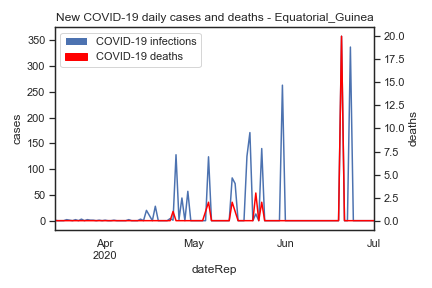 New COVID-19 daily cases and deaths - Equatorial_Guinea
COVID-19 infections
COVID-19 deaths
350
300
250
200
150
100
50
0
cases
20.0
17.5
15.0
12.5
10.0
7.5
5.0
2.5
0.0
deaths
Apr
2020
May
Jun
Jul
dateRep